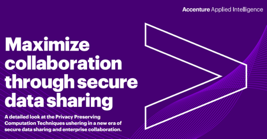 Accenture Applied Intelligence
Maximize
collaboration
through secure
data sharing
A detailed look at the Privacy Preserving
Computation Techniques ushering in a new era of
secure data sharing and enterprise collaboration.